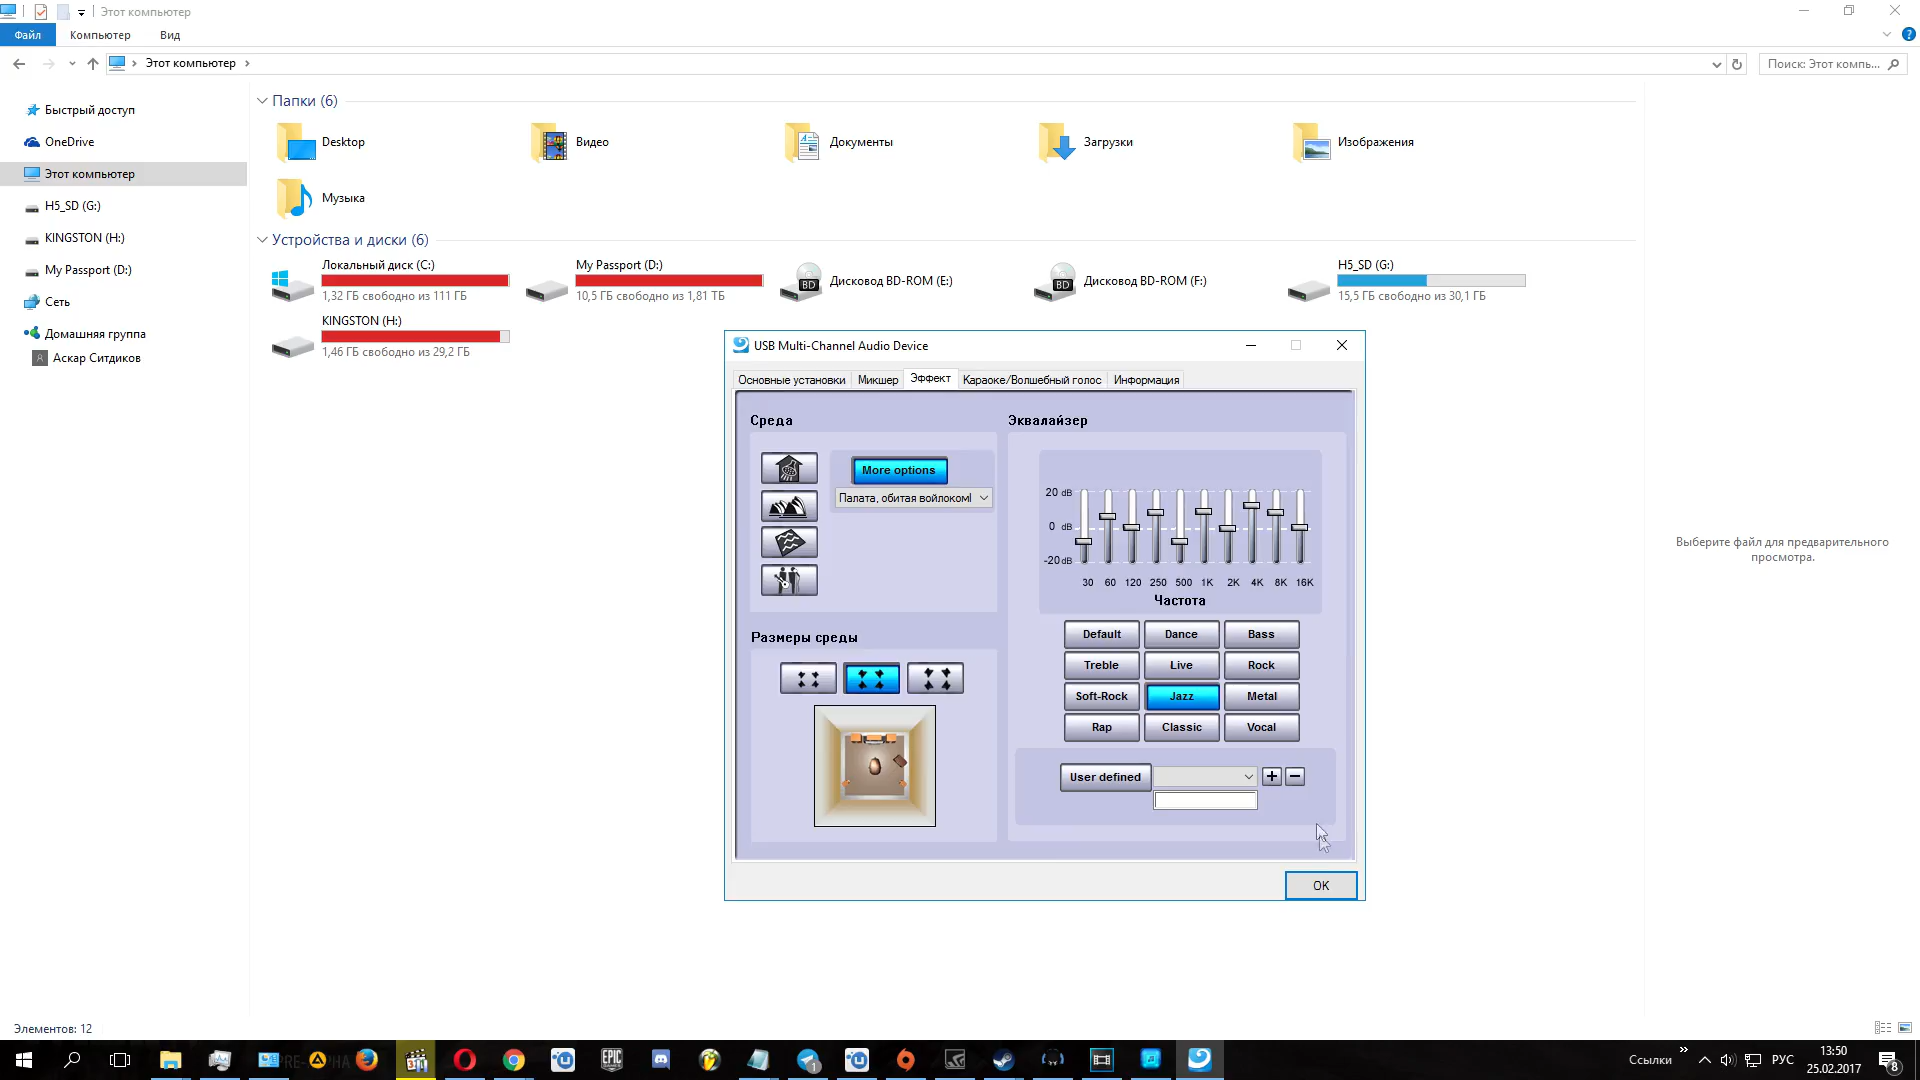 Этот компьютер
Файл
Компьютер
Вид
Этот компьютер
Поиск: Этот компь...
Быстрый доступ
OneDrive
Этот компьютер
H5_SD (G:)
KINGSTON (H:)
My Passport (D:)
Сеть
Домашняя группа
Аскар Ситдиков
Папки (6)
Desktop
Видео
Документы
Загрузки
Изображения
Музыка
Устройства и диски (6)
Локальный диск (C:)
1,32 ГБ свободно из 111 ГБ
My Passport (D:)
10,5 ГБ свободно из 1,81 ТБ
BD
Дисковод BD-ROM (E:)
BD
Дисковод BD-ROM (F:)
H5_SD (G:)
15,5 ГБ свободно из 30,1 ГБ
KINGSTON (H:)
1,46 ГБ свободно из 29,2 ГБ
Выберите файл для предварительного
просмотра.
USB Multi-Channel Audio Device
Основные установки
Микшер
Эффект
Караоке/Волшебный голос
Информация
Среда
More options
Палата, обитая войлоком
Размеры среды
Эквалайзер
20 dB
0 dB
-20dB
30 60 120 250 500 1K 2K 4K 8K 16K
Частота
Default Dance Bass
Treble Live Rock
Soft-Rock Jazz Metal
Rap Classic Vocal
User defined
OK
Элементов: 12
EPIC
GAMES
1
Ссылки
РУС
13:50
25.02.2017
8